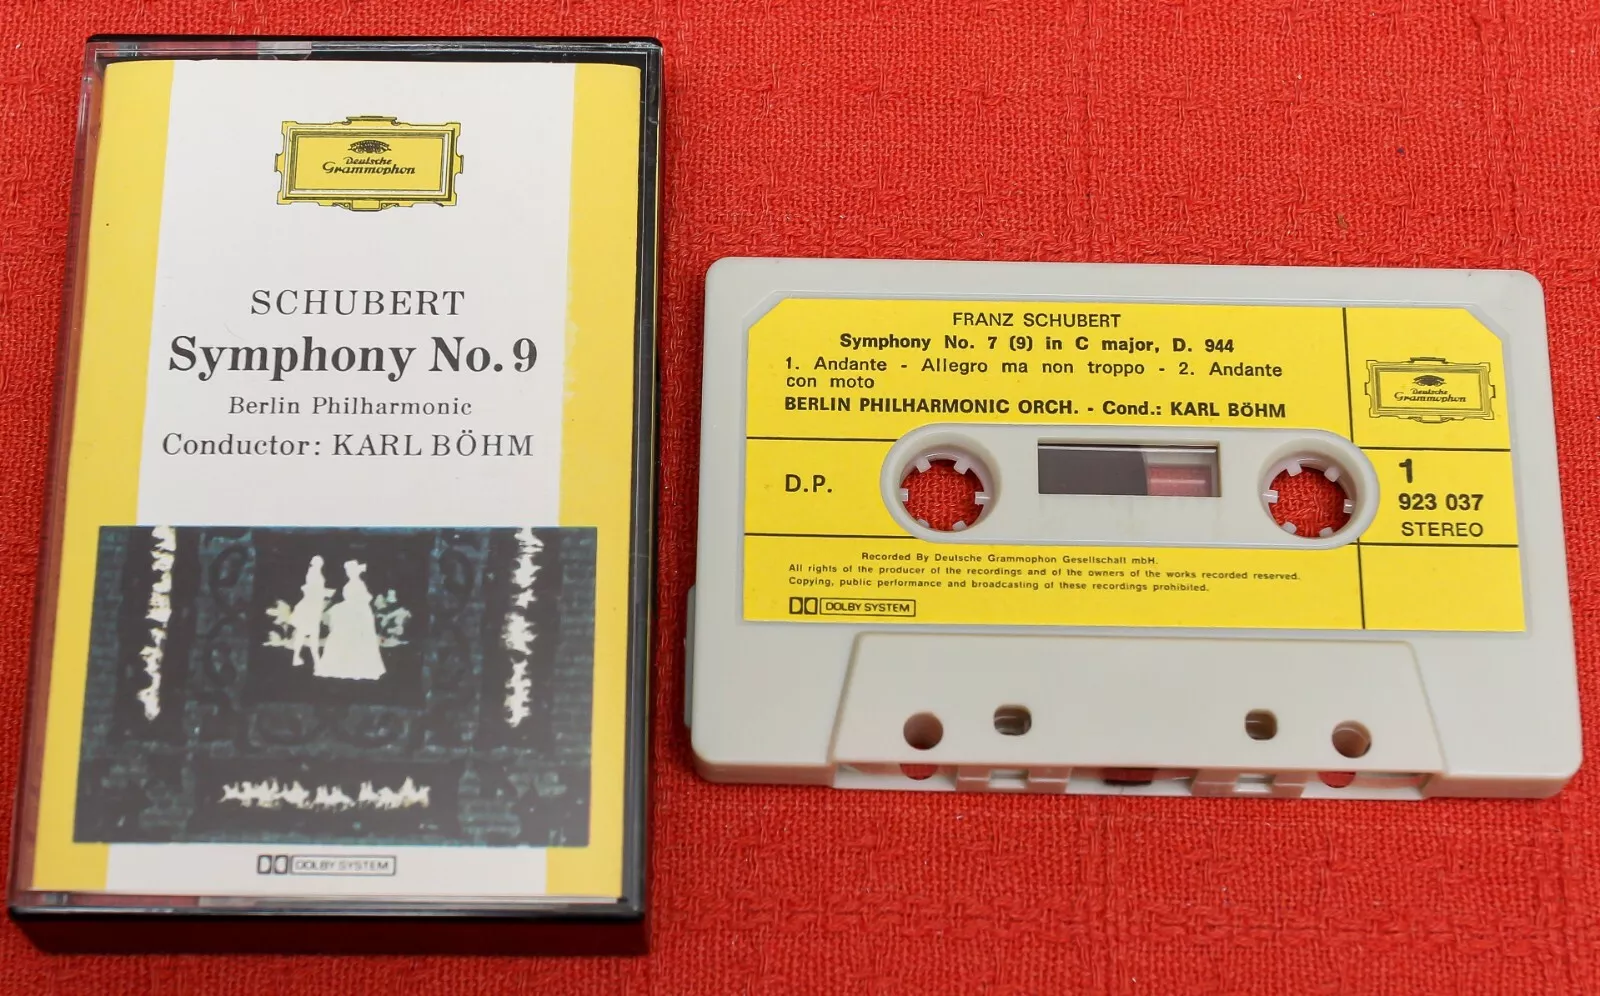 Deutsche
Grammophon
SCHUBERT
Symphony No. 9
Berlin Philharmonic
Conductor: KARL BÖHM
DOLBY SYSTEM
FRANZ SCHUBERT
Symphony No. 7 (9) in C major, D. 944
1. Andante - Allegro ma non troppo - 2. Andante
con moto
BERLIN PHILHARMONIC ORCH. - Cond.: KARL BÖHM
Deutsche
Grammophon
D.P.
1
923 037
STEREO
Recorded By Deutsche Grammophon Gesellschaft mbH.
All rights of the producer of the recordings and of the owners of the works recorded reserved.
Copying, public performance and broadcasting of these recordings prohibited.
DOLBY SYSTEM